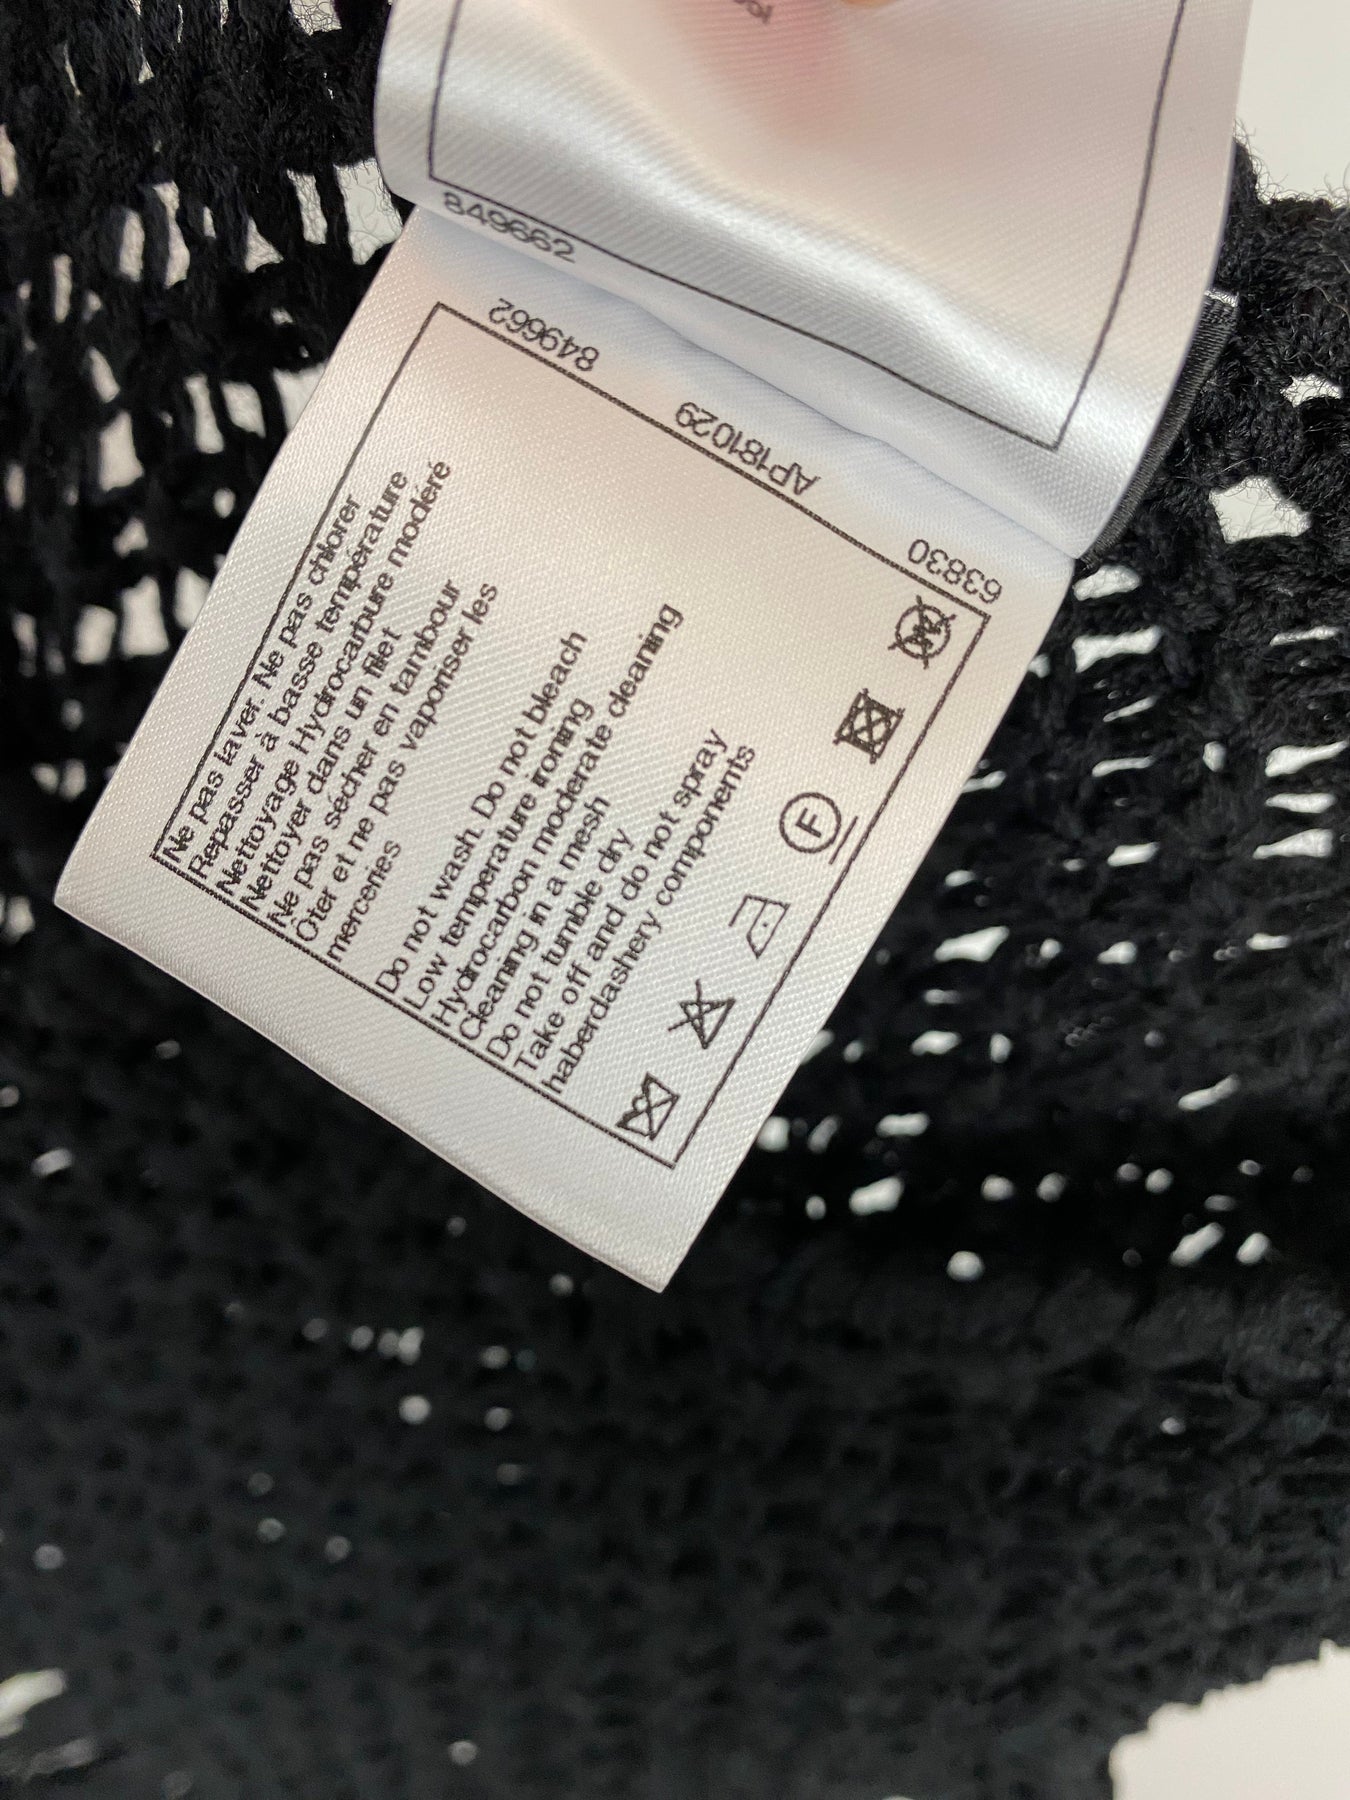 849662
849662
AP181029
63830
Ne pas laver. Ne pas chlorer
Repasser à basse température
Nettoyage Hydrocarbure modéré
Nettoyer dans un filet
Ne pas sécher en tambour
Oter et ne pas vaporiser les
merceries
Do not wash. Do not bleach
Low temperature ironing
Hydrocarbon moderate cleaning
Cleaning in a mesh
Do not tumble dry
Take off and do not spray
haberdashery components
F